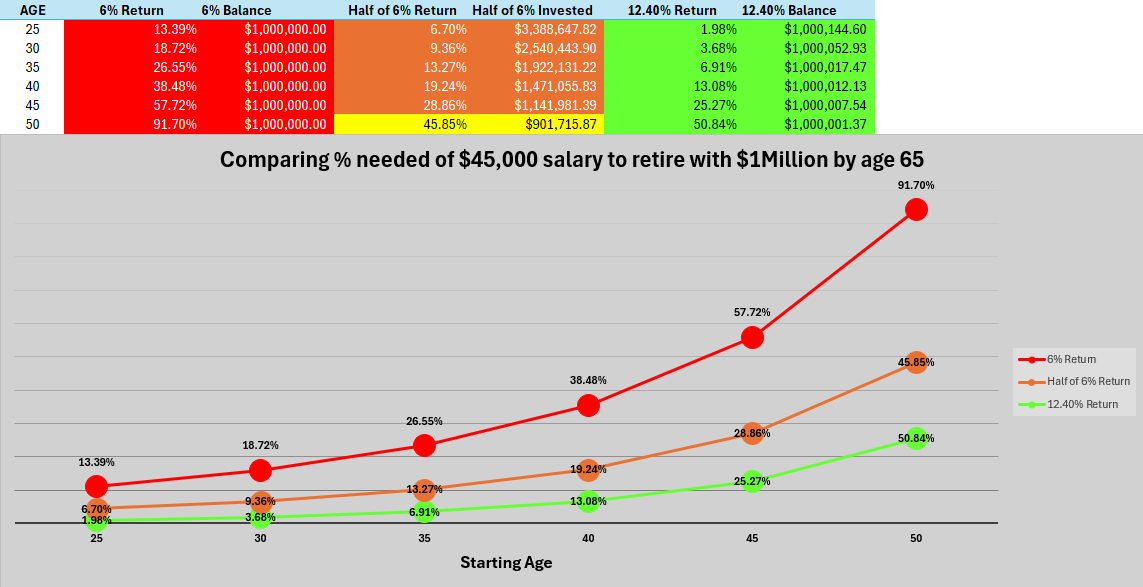 AGE 6% Return 6% Balance Half of 6% Return Half of 6% Invested 12.40% Return 12.40% Balance
25 13.39% $1,000,000.00 6.70% $3,388,647.82 1.98% $1,000,144.60
30 18.72% $1,000,000.00 9.36% $2,540,443.90 3.68% $1,000,052.93
35 26.55% $1,000,000.00 13.27% $1,922,131.22 6.91% $1,000,017.47
40 38.48% $1,000,000.00 19.24% $1,471,055.83 13.08% $1,000,012.13
45 57.72% $1,000,000.00 28.86% $1,141,981.39 25.27% $1,000,007.54
50 91.70% $1,000,000.00 45.85% $901,715.87 50.84% $1,000,001.37
Comparing % needed of $45,000 salary to retire with $1Million by age 65
91.70%
57.72%
38.48%
26.55%
18.72%
13.39%
45.85%
28.86%
19.24%
13.27%
9.36%
6.70%
50.84%
25.27%
13.08%
6.91%
3.68%
1.98%
6% Return
Half of 6% Return
12.40% Return
25 30 35 40 45 50
Starting Age